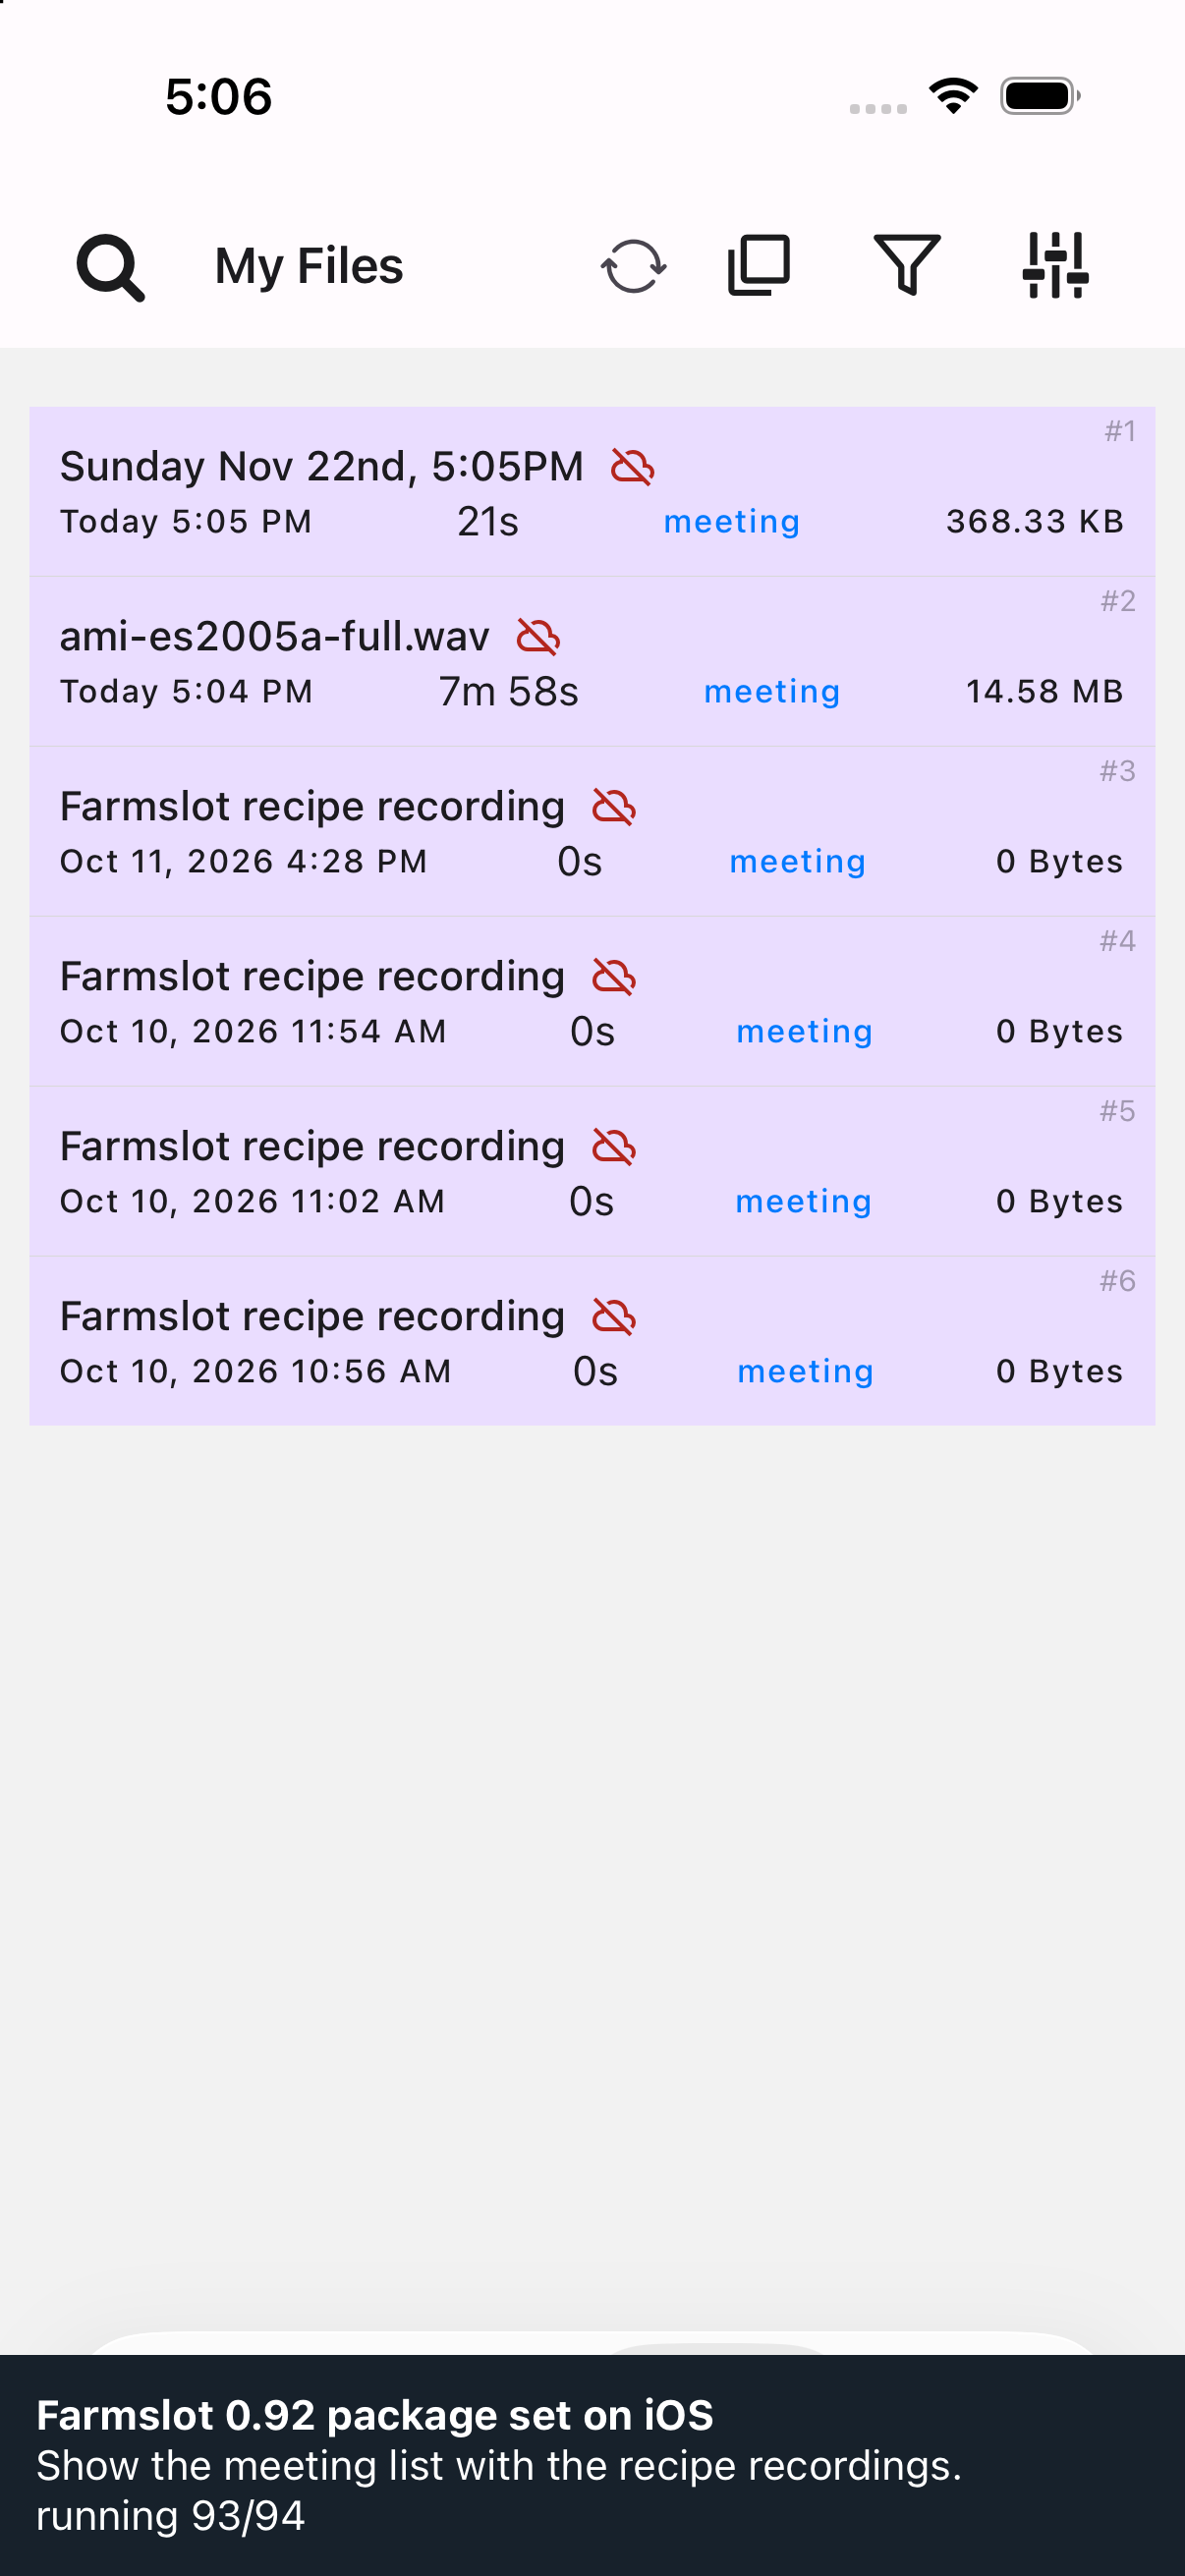 5:06
My Files
#1
Sunday Nov 22nd, 5:05PM
Today 5:05 PM 21s meeting 368.33 KB
#2
ami-es2005a-full.wav
Today 5:04 PM 7m 58s meeting 14.58 MB
#3
Farmslot recipe recording
Oct 11, 2026 4:28 PM 0s meeting 0 Bytes
#4
Farmslot recipe recording
Oct 10, 2026 11:54 AM 0s meeting 0 Bytes
#5
Farmslot recipe recording
Oct 10, 2026 11:02 AM 0s meeting 0 Bytes
#6
Farmslot recipe recording
Oct 10, 2026 10:56 AM 0s meeting 0 Bytes
Farmslot 0.92 package set on iOS
Show the meeting list with the recipe recordings.
running 93/94